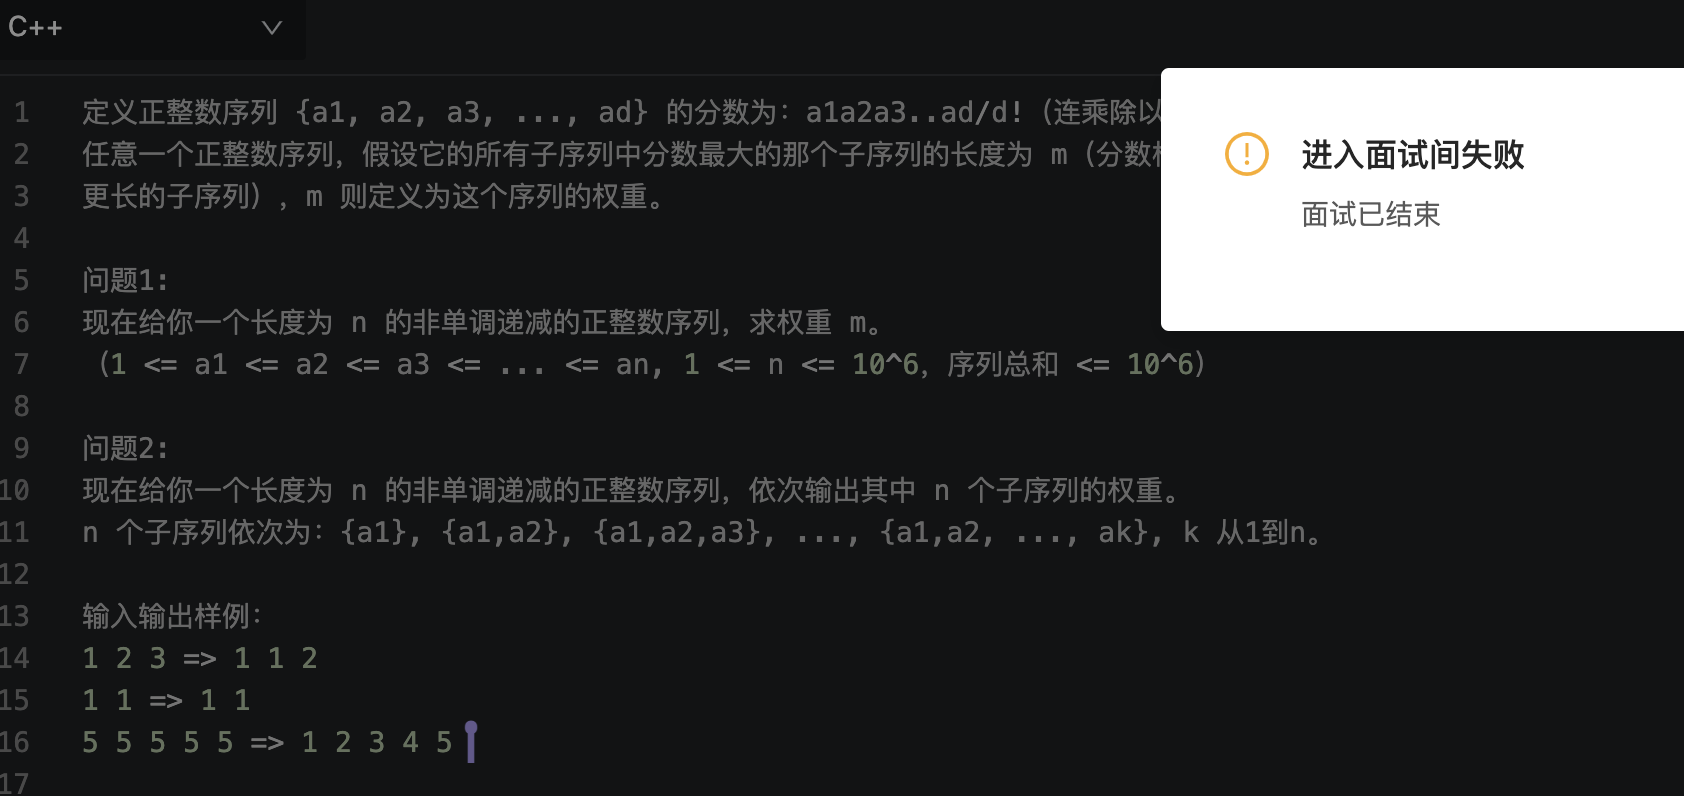 C++
进入面试间失败
面试已结束
1 定义正整数序列 {a1, a2, a3, ..., ad} 的分数为：a1a2a3..ad/d!（连乘除以
2 任意一个正整数序列，假设它的所有子序列中分数最大的那个子序列的长度为 m（分数
3 更长的子序列），m 则定义为这个序列的权重。
4
5 问题1:
6 现在给你一个长度为 n 的非单调递减的正整数序列，求权重 m。
7 （1 <= a1 <= a2 <= a3 <= ... <= an, 1 <= n <= 10^6，序列总和 <= 10^6）
8
9 问题2:
10 现在给你一个长度为 n 的非单调递减的正整数序列，依次输出其中 n 个子序列的权重。
11 n 个子序列依次为：{a1}, {a1,a2}, {a1,a2,a3}, ..., {a1,a2, ..., ak}, k 从1到n。
12
13 输入输出样例：
14 1 2 3 => 1 1 2
15 1 1 => 1 1
16 5 5 5 5 5 => 1 2 3 4 5
17